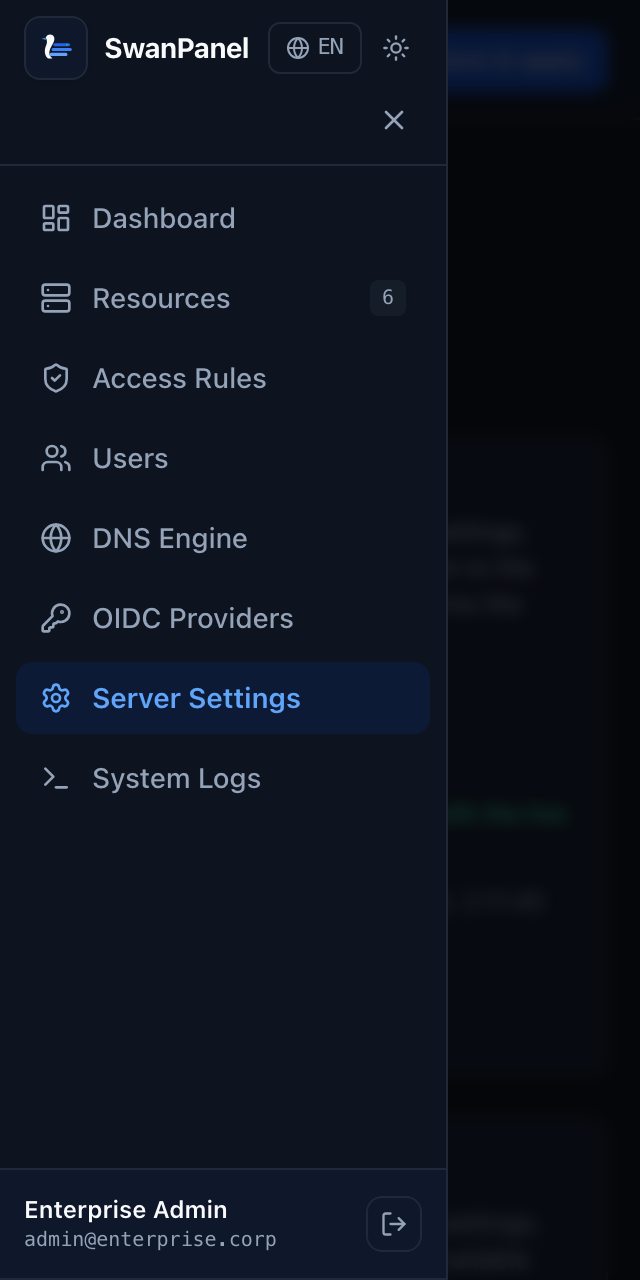 SwanPanel
EN
Dashboard
Resources
6
Access Rules
Users
DNS Engine
OIDC Providers
Server Settings
System Logs
Enterprise Admin
admin@enterprise.corp